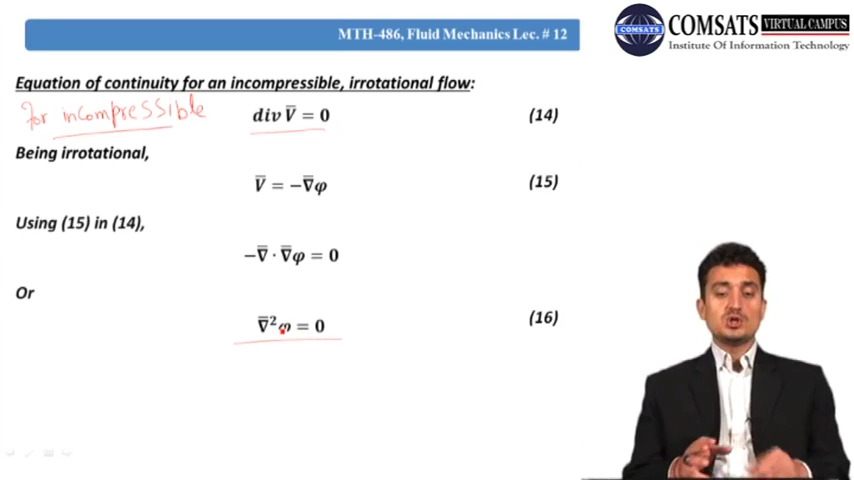 MTH-486, Fluid Mechanics Lec. # 12
COMSATS VIRTUAL CAMPUS
Institute Of Information Technology
COMSATS
Equation of continuity for an incompressible, irrotational flow:
For incompressible
div V̅ = 0 (14)
Being irrotational,
V̅ = −∇̅φ (15)
Using (15) in (14),
−∇̅ · ∇̅φ = 0
Or
∇̅²φ = 0 (16)